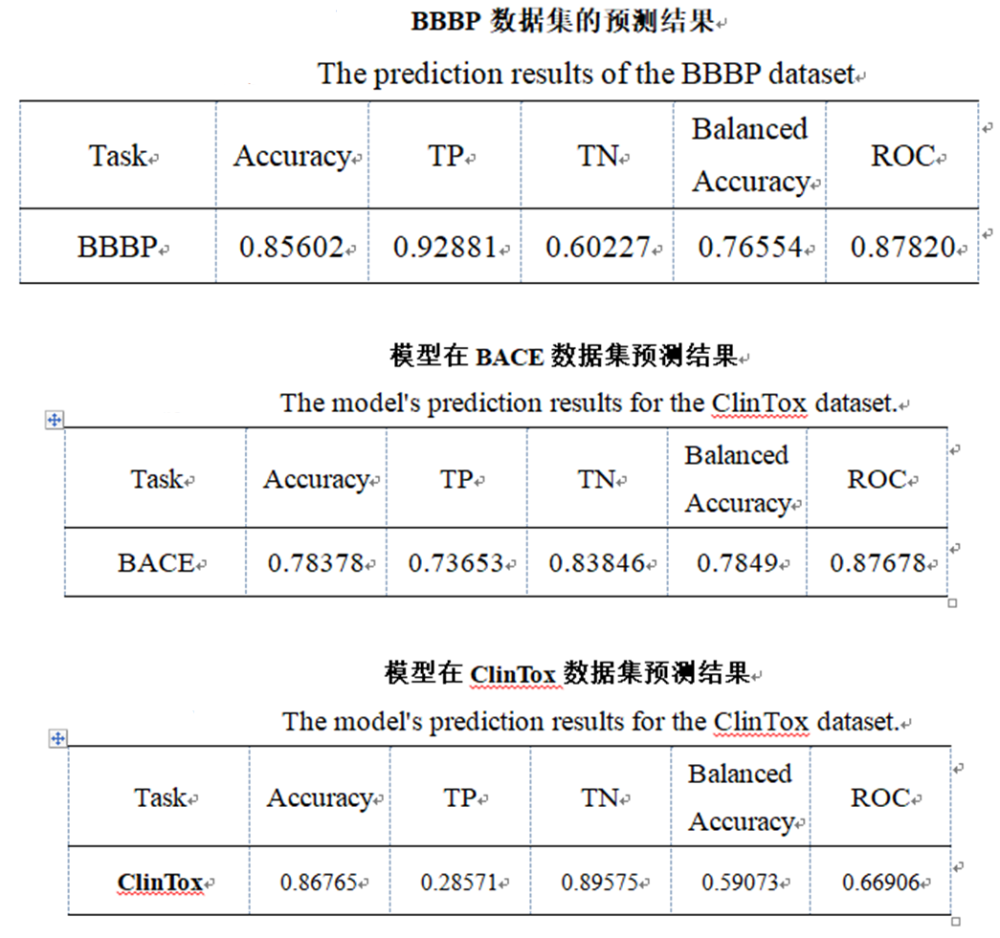 BBBP 数据集的预测结果
The prediction results of the BBBP dataset
Task Accuracy TP TN Balanced Accuracy ROC
BBBP 0.85602 0.92881 0.60227 0.76554 0.87820
模型在 BACE 数据集预测结果
The model's prediction results for the ClinTox dataset.
Task Accuracy TP TN Balanced Accuracy ROC
BACE 0.78378 0.73653 0.83846 0.7849 0.87678
模型在 ClinTox 数据集预测结果
The model's prediction results for the ClinTox dataset.
Task Accuracy TP TN Balanced Accuracy ROC
ClinTox 0.86765 0.28571 0.89575 0.59073 0.66906